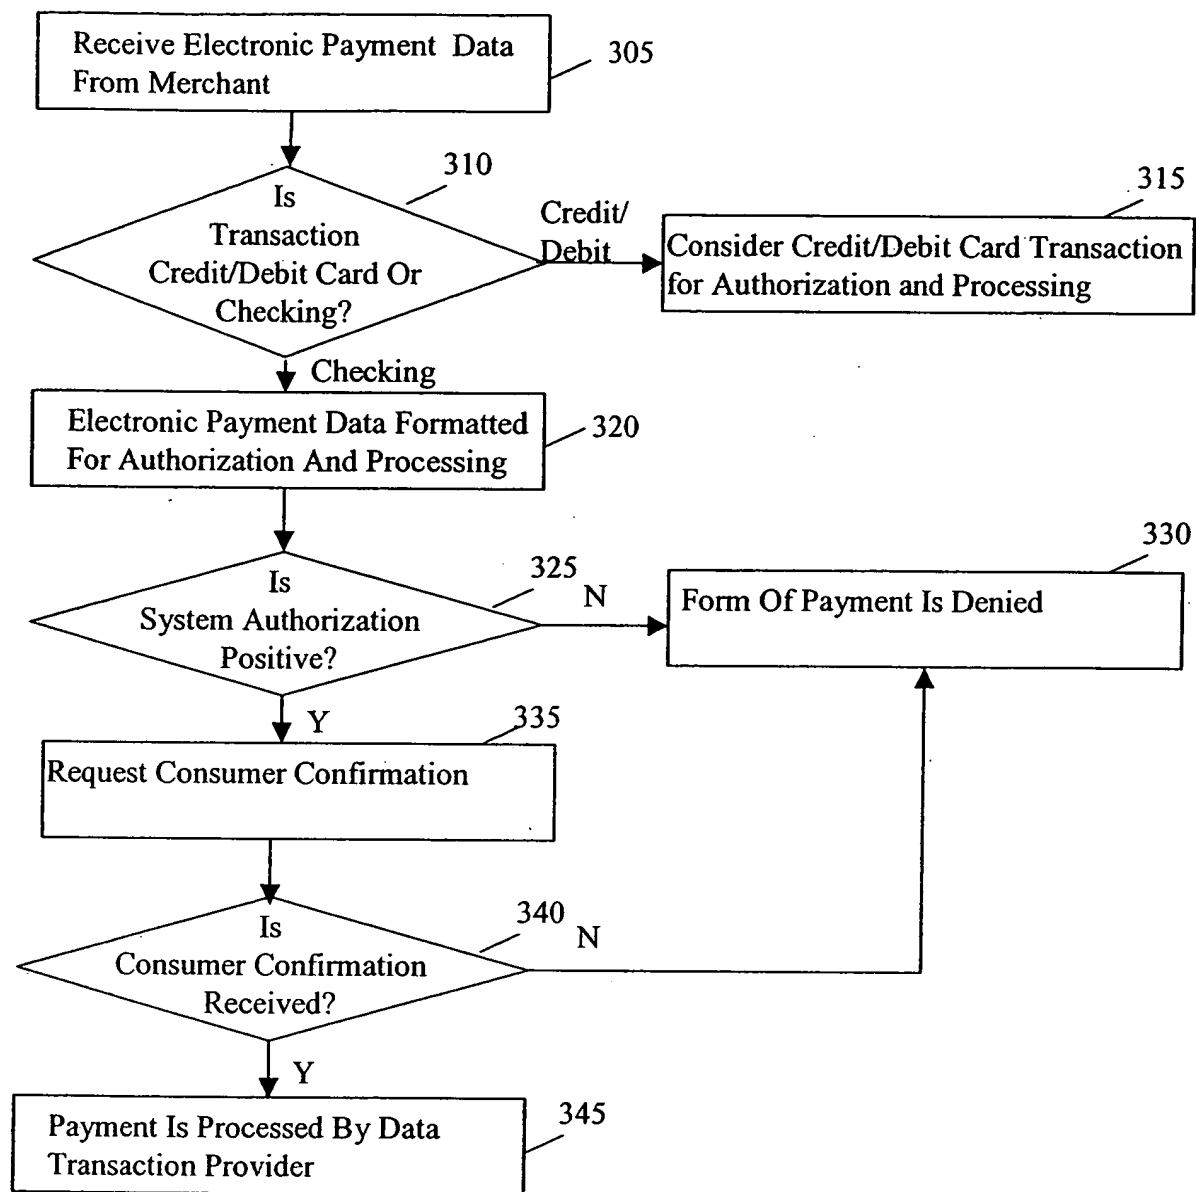 Receive Electronic Payment Data
From Merchant
305
310
Is
Transaction
Credit/Debit Card Or
Checking?
Credit/
Debit
315
Consider Credit/Debit Card Transaction
for Authorization and Processing
Checking
Electronic Payment Data Formatted
For Authorization And Processing
320
325
Is
System Authorization
Positive?
N
330
Form Of Payment Is Denied
Y
335
Request Consumer Confirmation
340
Is
Consumer Confirmation
Received?
N
Y
Payment Is Processed By Data
Transaction Provider
345